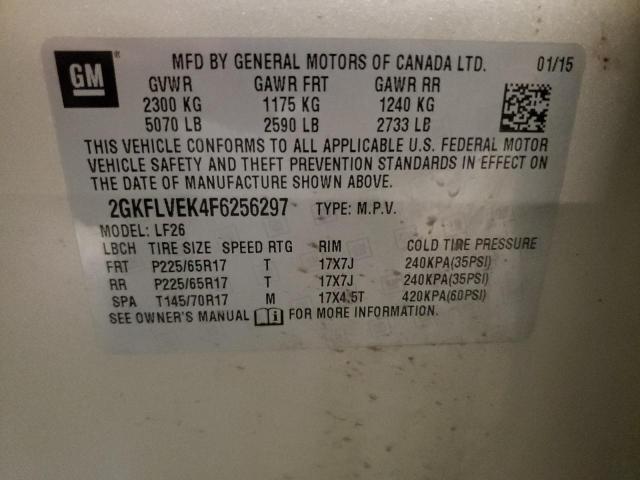 GM ®
MFD BY GENERAL MOTORS OF CANADA LTD. 01/15
GVWR GAWR FRT GAWR RR
2300 KG 1175 KG 1240 KG
5070 LB 2590 LB 2733 LB
THIS VEHICLE CONFORMS TO ALL APPLICABLE U.S. FEDERAL MOTOR
VEHICLE SAFETY AND THEFT PREVENTION STANDARDS IN EFFECT ON
THE DATE OF MANUFACTURE SHOWN ABOVE.
2GKFLVEK4F6256297 TYPE: M.P.V.
MODEL: LF26
LBCH TIRE SIZE SPEED RTG RIM COLD TIRE PRESSURE
FRT P225/65R17 T 17X7J 240KPA(35PSI)
RR P225/65R17 T 17X7J 240KPA(35PSI)
SPA T145/70R17 M 17X4.5T 420KPA(60PSI)
SEE OWNER'S MANUAL FOR MORE INFORMATION.